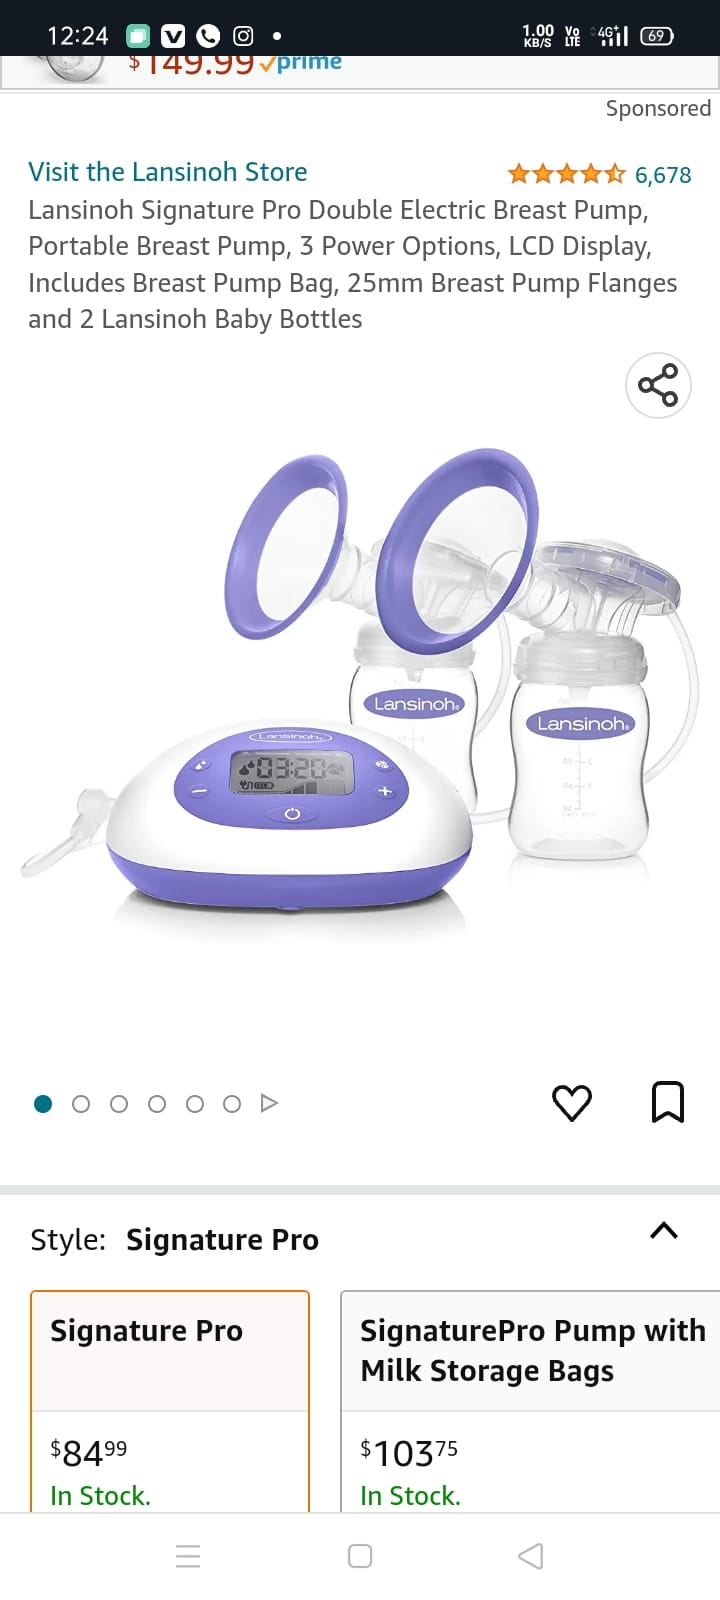 12:24
1.00 KB/S VoLTE 4G+ 69
$149.99 prime
Sponsored
Visit the Lansinoh Store
6,678
Lansinoh Signature Pro Double Electric Breast Pump,
Portable Breast Pump, 3 Power Options, LCD Display,
Includes Breast Pump Bag, 25mm Breast Pump Flanges
and 2 Lansinoh Baby Bottles
Lansinoh®
Lansinoh®
Lansinoh
03:20
Style: Signature Pro
Signature Pro
$84.99
In Stock.
SignaturePro Pump with
Milk Storage Bags
$103.75
In Stock.